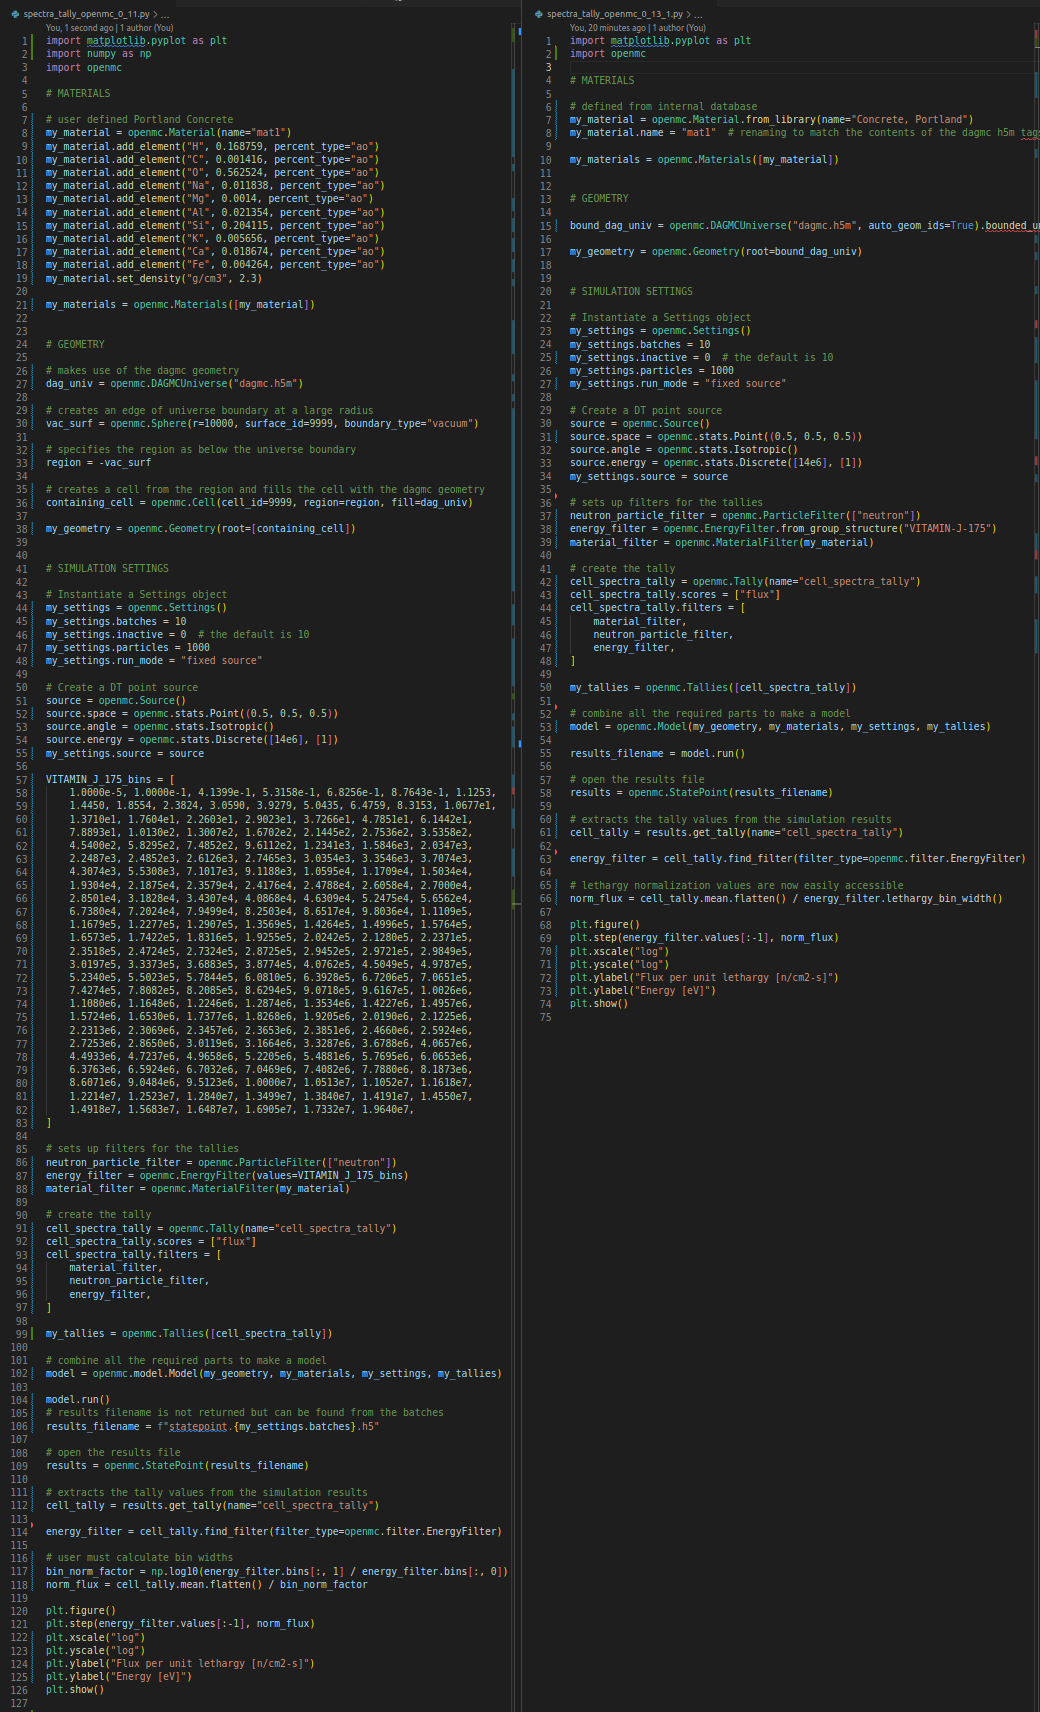 spectra_tally_openmc_0_11.py > ...
You, 1 second ago | 1 author (You)
1 import matplotlib.pyplot as plt
2 import numpy as np
3 import openmc
4
5 # MATERIALS
6
7 # user defined Portland Concrete
8 my_material = openmc.Material(name="mat1")
9 my_material.add_element("H", 0.168759, percent_type="ao")
10 my_material.add_element("C", 0.001416, percent_type="ao")
11 my_material.add_element("O", 0.562524, percent_type="ao")
12 my_material.add_element("Na", 0.011838, percent_type="ao")
13 my_material.add_element("Mg", 0.0014, percent_type="ao")
14 my_material.add_element("Al", 0.021354, percent_type="ao")
15 my_material.add_element("Si", 0.204115, percent_type="ao")
16 my_material.add_element("K", 0.005656, percent_type="ao")
17 my_material.add_element("Ca", 0.018674, percent_type="ao")
18 my_material.add_element("Fe", 0.004264, percent_type="ao")
19 my_material.set_density("g/cm3", 2.3)
20
21 my_materials = openmc.Materials([my_material])
22
23
24 # GEOMETRY
25
26 # makes use of the dagmc geometry
27 dag_univ = openmc.DAGMCUniverse("dagmc.h5m")
28
29 # creates an edge of universe boundary at a large radius
30 vac_surf = openmc.Sphere(r=10000, surface_id=9999, boundary_type="vacuum")
31
32 # specifies the region as below the universe boundary
33 region = -vac_surf
34
35 # creates a cell from the region and fills the cell with the dagmc geometry
36 containing_cell = openmc.Cell(cell_id=9999, region=region, fill=dag_univ)
37
38 my_geometry = openmc.Geometry(root=[containing_cell])
39
40
41 # SIMULATION SETTINGS
42
43 # Instantiate a Settings object
44 my_settings = openmc.Settings()
45 my_settings.batches = 10
46 my_settings.inactive = 0 # the default is 10
47 my_settings.particles = 1000
48 my_settings.run_mode = "fixed source"
49
50 # Create a DT point source
51 source = openmc.Source()
52 source.space = openmc.stats.Point((0.5, 0.5, 0.5))
53 source.angle = openmc.stats.Isotropic()
54 source.energy = openmc.stats.Discrete([14e6], [1])
55 my_settings.source = source
56
57 VITAMIN_J_175_bins = [
58 1.0000e-5, 1.0000e-1, 4.1399e-1, 5.3158e-1, 6.8256e-1, 8.7643e-1, 1.1253,
59 1.4450, 1.8554, 2.3824, 3.0590, 3.9279, 5.0435, 6.4759, 8.3153, 1.0677e1,
60 1.3710e1, 1.7604e1, 2.2603e1, 2.9023e1, 3.7266e1, 4.7851e1, 6.1442e1,
61 7.8893e1, 1.0130e2, 1.3007e2, 1.6702e2, 2.1445e2, 2.7536e2, 3.5358e2,
62 4.5400e2, 5.8295e2, 7.4852e2, 9.6112e2, 1.2341e3, 1.5846e3, 2.0347e3,
63 2.2487e3, 2.4852e3, 2.6126e3, 2.7465e3, 3.0354e3, 3.3546e3, 3.7074e3,
64 4.3074e3, 5.5308e3, 7.1017e3, 9.1188e3, 1.0595e4, 1.1709e4, 1.5034e4,
65 1.9304e4, 2.1875e4, 2.3579e4, 2.4176e4, 2.4788e4, 2.6058e4, 2.7000e4,
66 2.8501e4, 3.1828e4, 3.4307e4, 4.0868e4, 4.6309e4, 5.2475e4, 5.6562e4,
67 6.7380e4, 7.2024e4, 7.9499e4, 8.2503e4, 8.6517e4, 9.8036e4, 1.1109e5,
68 1.1679e5, 1.2277e5, 1.2907e5, 1.3569e5, 1.4264e5, 1.4996e5, 1.5764e5,
69 1.6573e5, 1.7422e5, 1.8316e5, 1.9255e5, 2.0242e5, 2.1280e5, 2.2371e5,
70 2.3518e5, 2.4724e5, 2.7324e5, 2.8725e5, 2.9452e5, 2.9721e5, 2.9849e5,
71 3.0197e5, 3.3373e5, 3.6883e5, 3.8774e5, 4.0762e5, 4.5049e5, 4.9787e5,
72 5.2340e5, 5.5023e5, 5.7844e5, 6.0810e5, 6.3928e5, 6.7206e5, 7.0651e5,
73 7.4274e5, 7.8082e5, 8.2085e5, 8.6294e5, 9.0718e5, 9.6167e5, 1.0026e6,
74 1.1080e6, 1.1648e6, 1.2246e6, 1.2874e6, 1.3534e6, 1.4227e6, 1.4957e6,
75 1.5724e6, 1.6530e6, 1.7377e6, 1.8268e6, 1.9205e6, 2.0190e6, 2.1225e6,
76 2.2313e6, 2.3069e6, 2.3457e6, 2.3653e6, 2.3851e6, 2.4660e6, 2.5924e6,
77 2.7253e6, 2.8650e6, 3.0119e6, 3.1664e6, 3.3287e6, 3.6788e6, 4.0657e6,
78 4.4933e6, 4.7237e6, 4.9658e6, 5.2205e6, 5.4881e6, 5.7695e6, 6.0653e6,
79 6.3763e6, 6.5924e6, 6.7032e6, 7.0469e6, 7.4082e6, 7.7880e6, 8.1873e6,
80 8.6071e6, 9.0484e6, 9.5123e6, 1.0000e7, 1.0513e7, 1.1052e7, 1.1618e7,
81 1.2214e7, 1.2523e7, 1.2840e7, 1.3499e7, 1.3840e7, 1.4191e7, 1.4550e7,
82 1.4918e7, 1.5683e7, 1.6487e7, 1.6905e7, 1.7332e7, 1.9640e7,
83 ]
84
85 # sets up filters for the tallies
86 neutron_particle_filter = openmc.ParticleFilter(["neutron"])
87 energy_filter = openmc.EnergyFilter(values=VITAMIN_J_175_bins)
88 material_filter = openmc.MaterialFilter(my_material)
89
90 # create the tally
91 cell_spectra_tally = openmc.Tally(name="cell_spectra_tally")
92 cell_spectra_tally.scores = ["flux"]
93 cell_spectra_tally.filters = [
94 material_filter,
95 neutron_particle_filter,
96 energy_filter,
97 ]
98
99 my_tallies = openmc.Tallies([cell_spectra_tally])
100
101 # combine all the required parts to make a model
102 model = openmc.model.Model(my_geometry, my_materials, my_settings, my_tallies)
103
104 model.run()
105 # results filename is not returned but can be found from the batches
106 results_filename = f"statepoint.{my_settings.batches}.h5"
107
108 # open the results file
109 results = openmc.StatePoint(results_filename)
110
111 # extracts the tally values from the simulation results
112 cell_tally = results.get_tally(name="cell_spectra_tally")
113
114 energy_filter = cell_tally.find_filter(filter_type=openmc.filter.EnergyFilter)
115
116 # user must calculate bin widths
117 bin_norm_factor = np.log10(energy_filter.bins[:, 1] / energy_filter.bins[:, 0])
118 norm_flux = cell_tally.mean.flatten() / bin_norm_factor
119
120 plt.figure()
121 plt.step(energy_filter.values[:-1], norm_flux)
122 plt.xscale("log")
123 plt.yscale("log")
124 plt.ylabel("Flux per unit lethargy [n/cm2-s]")
125 plt.ylabel("Energy [eV]")
126 plt.show()
127
spectra_tally_openmc_0_13_1.py > ...
You, 20 minutes ago | 1 author (You)
1 import matplotlib.pyplot as plt
2 import openmc
3
4 # MATERIALS
5
6 # defined from internal database
7 my_material = openmc.Material.from_library(name="Concrete, Portland")
8 my_material.name = "mat1" # renaming to match the contents of the dagmc h5m tags
9
10 my_materials = openmc.Materials([my_material])
11
12
13 # GEOMETRY
14
15 bound_dag_univ = openmc.DAGMCUniverse("dagmc.h5m", auto_geom_ids=True).bounded_u
16
17 my_geometry = openmc.Geometry(root=bound_dag_univ)
18
19
20 # SIMULATION SETTINGS
21
22 # Instantiate a Settings object
23 my_settings = openmc.Settings()
24 my_settings.batches = 10
25 my_settings.inactive = 0 # the default is 10
26 my_settings.particles = 1000
27 my_settings.run_mode = "fixed source"
28
29 # Create a DT point source
30 source = openmc.Source()
31 source.space = openmc.stats.Point((0.5, 0.5, 0.5))
32 source.angle = openmc.stats.Isotropic()
33 source.energy = openmc.stats.Discrete([14e6], [1])
34 my_settings.source = source
35
36 # sets up filters for the tallies
37 neutron_particle_filter = openmc.ParticleFilter(["neutron"])
38 energy_filter = openmc.EnergyFilter.from_group_structure("VITAMIN-J-175")
39 material_filter = openmc.MaterialFilter(my_material)
40
41 # create the tally
42 cell_spectra_tally = openmc.Tally(name="cell_spectra_tally")
43 cell_spectra_tally.scores = ["flux"]
44 cell_spectra_tally.filters = [
45 material_filter,
46 neutron_particle_filter,
47 energy_filter,
48 ]
49
50 my_tallies = openmc.Tallies([cell_spectra_tally])
51
52 # combine all the required parts to make a model
53 model = openmc.Model(my_geometry, my_materials, my_settings, my_tallies)
54
55 results_filename = model.run()
56
57 # open the results file
58 results = openmc.StatePoint(results_filename)
59
60 # extracts the tally values from the simulation results
61 cell_tally = results.get_tally(name="cell_spectra_tally")
62
63 energy_filter = cell_tally.find_filter(filter_type=openmc.filter.EnergyFilter)
64
65 # lethargy normalization values are now easily accessible
66 norm_flux = cell_tally.mean.flatten() / energy_filter.lethargy_bin_width()
67
68 plt.figure()
69 plt.step(energy_filter.values[:-1], norm_flux)
70 plt.xscale("log")
71 plt.yscale("log")
72 plt.ylabel("Flux per unit lethargy [n/cm2-s]")
73 plt.ylabel("Energy [eV]")
74 plt.show()
75